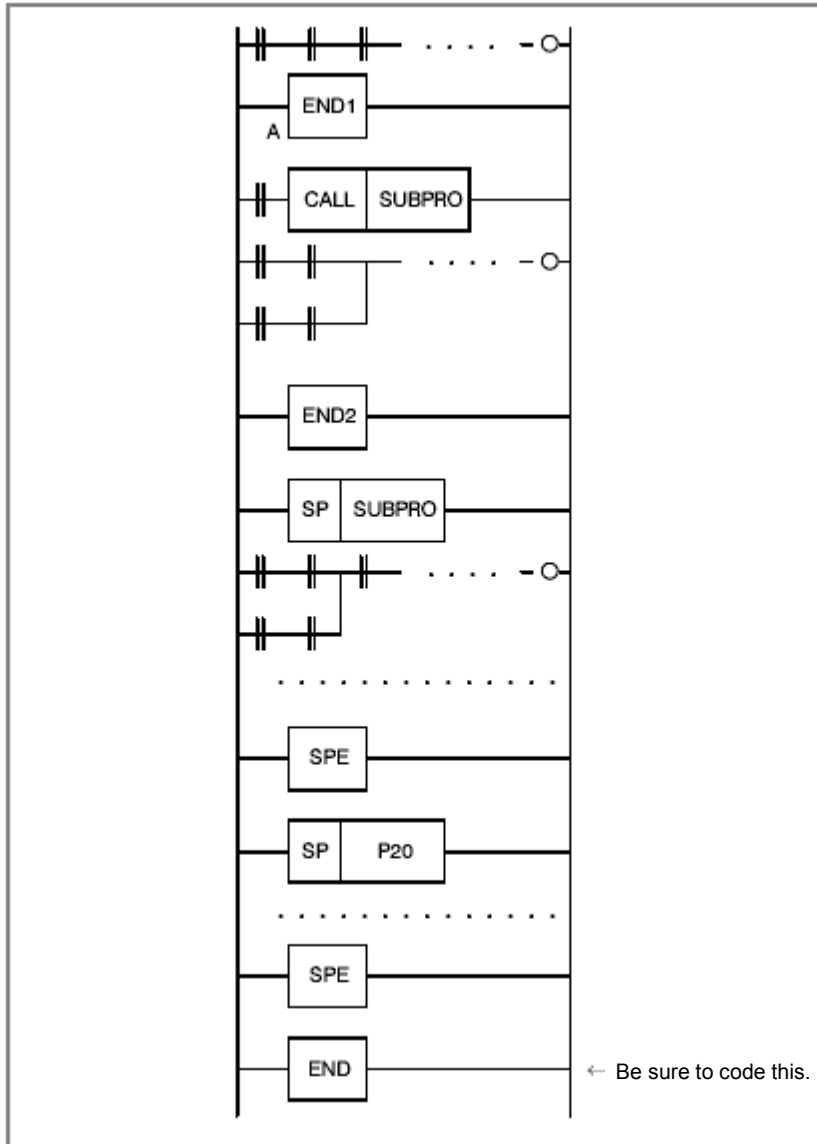 END1
A
CALL SUBPRO
END2
SP SUBPRO
SPE
SP P20
SPE
END ← Be sure to code this.